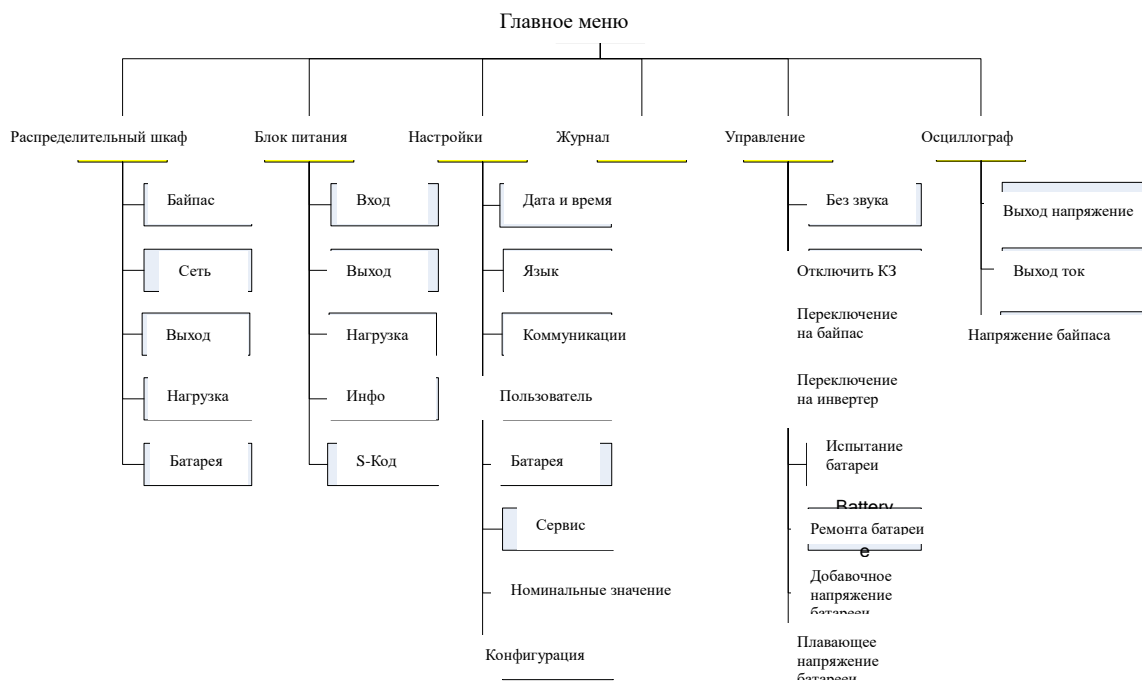 Главное меню
Распределительный шкаф
Байпас
Сеть
Выход
Нагрузка
Батарея
Блок питания
Вход
Выход
Нагрузка
Инфо
S-Код
Настройки
Дата и время
Язык
Коммуникации
Пользователь
Батарея
Сервис
Номинальные значение
Конфигурация
Журнал
Управление
Без звука
Отключить КЗ
Переключение
на байпас
Переключение
на инвертер
Испытание
батареи
Battery
Ремонта батареи
e
Добавочное
напряжение
батарееи
Плавающее
напряжение
батарееи
Осциллограф
Выход напряжение
Выход ток
Напряжение байпаса